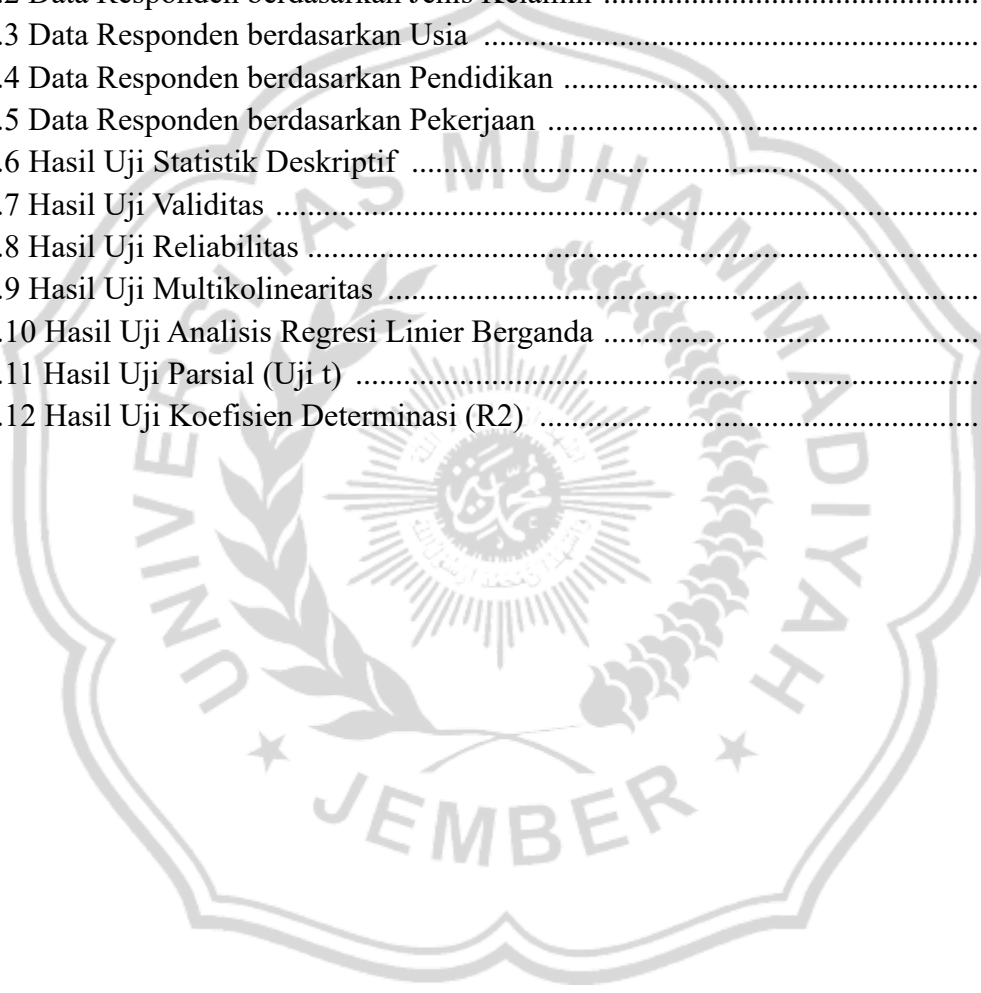 .2 Data Responden berdasarkan Jenis Kelamin ................................................
.3 Data Responden berdasarkan Usia ................................................
.4 Data Responden berdasarkan Pendidikan ................................................
.5 Data Responden berdasarkan Pekerjaan ................................................
.6 Hasil Uji Statistik Deskriptif ................................................
.7 Hasil Uji Validitas ................................................
.8 Hasil Uji Reliabilitas ................................................
.9 Hasil Uji Multikolinearitas ................................................
.10 Hasil Uji Analisis Regresi Linier Berganda ................................................
.11 Hasil Uji Parsial (Uji t) ................................................
.12 Hasil Uji Koefisien Determinasi (R2) ................................................
UNIVERSITAS MUHAMMADIYAH
JEMBER